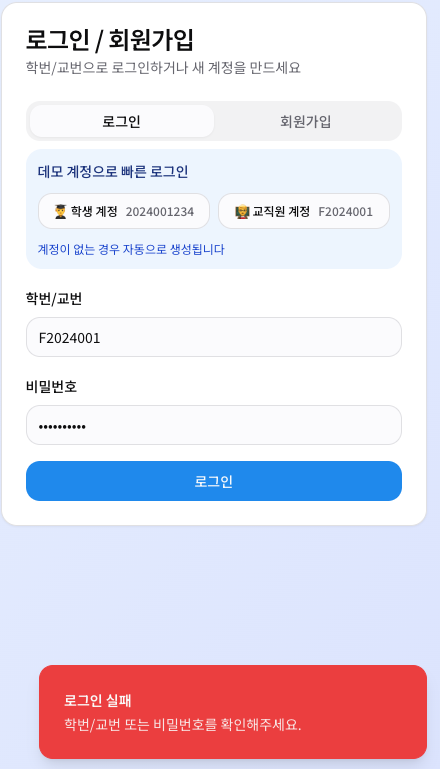 로그인 / 회원가입
학번/교번으로 로그인하거나 새 계정을 만드세요
로그인 회원가입
데모 계정으로 빠른 로그인
학생 계정 2024001234 교직원 계정 F2024001
계정이 없는 경우 자동으로 생성됩니다
학번/교번
F2024001
비밀번호
••••••••••
로그인
로그인 실패
학번/교번 또는 비밀번호를 확인해주세요.